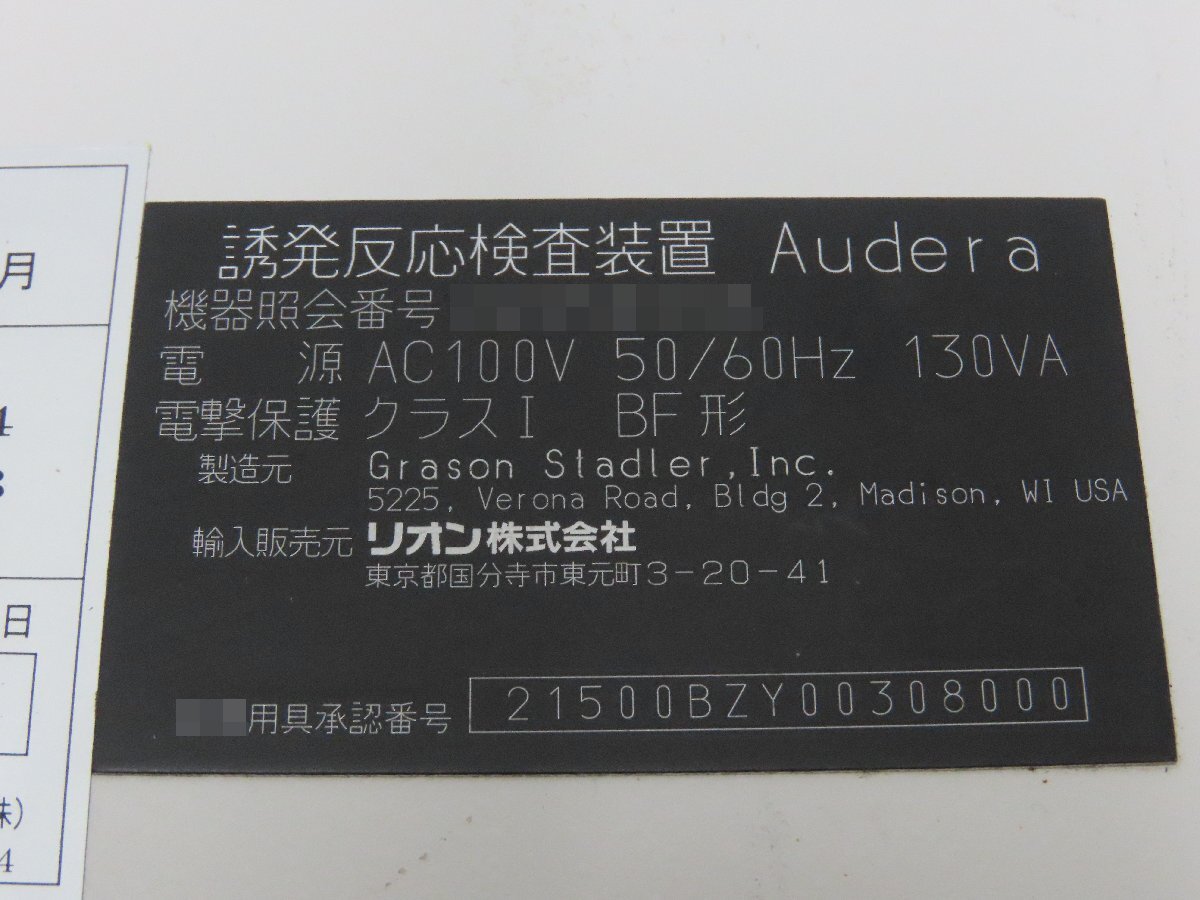 誘発反応検査装置 Audera
機器照会番号
電 源 AC100V 50/60Hz 130VA
電撃保護 クラスI BF形
製造元 Grason Stadler,Inc.
5225, Verona Road, Bldg 2, Madison, WI USA
輸入販売元 リオン株式会社
東京都国分寺市東元町3-20-41
用具承認番号 21500BZY00308000
月
4
日
株)
4